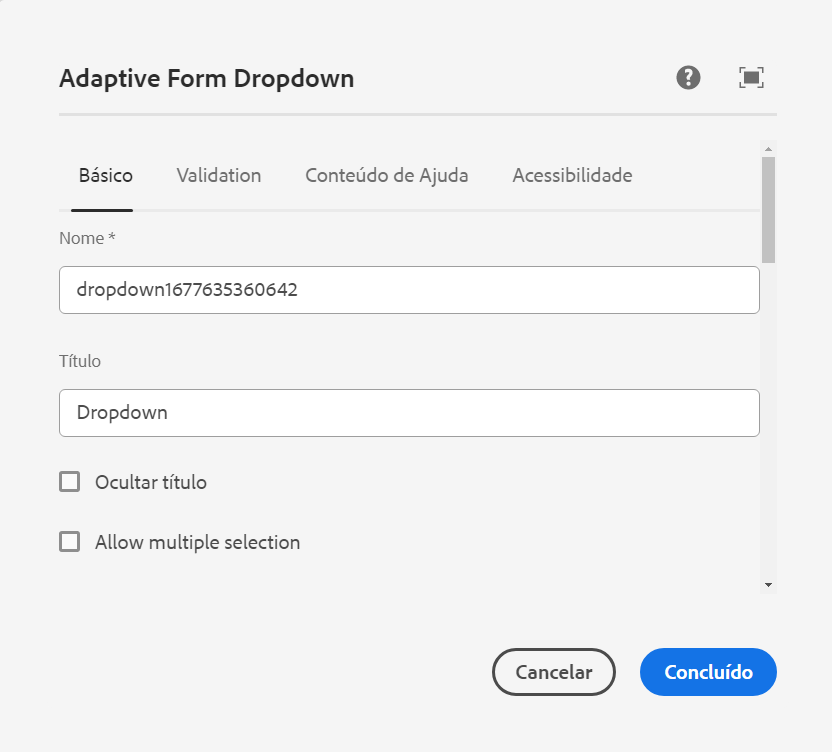 Adaptive Form Dropdown
Básico Validation Conteúdo de Ajuda Acessibilidade
Nome *
dropdown1677635360642
Título
Dropdown
Ocultar título
Allow multiple selection
Cancelar Concluído